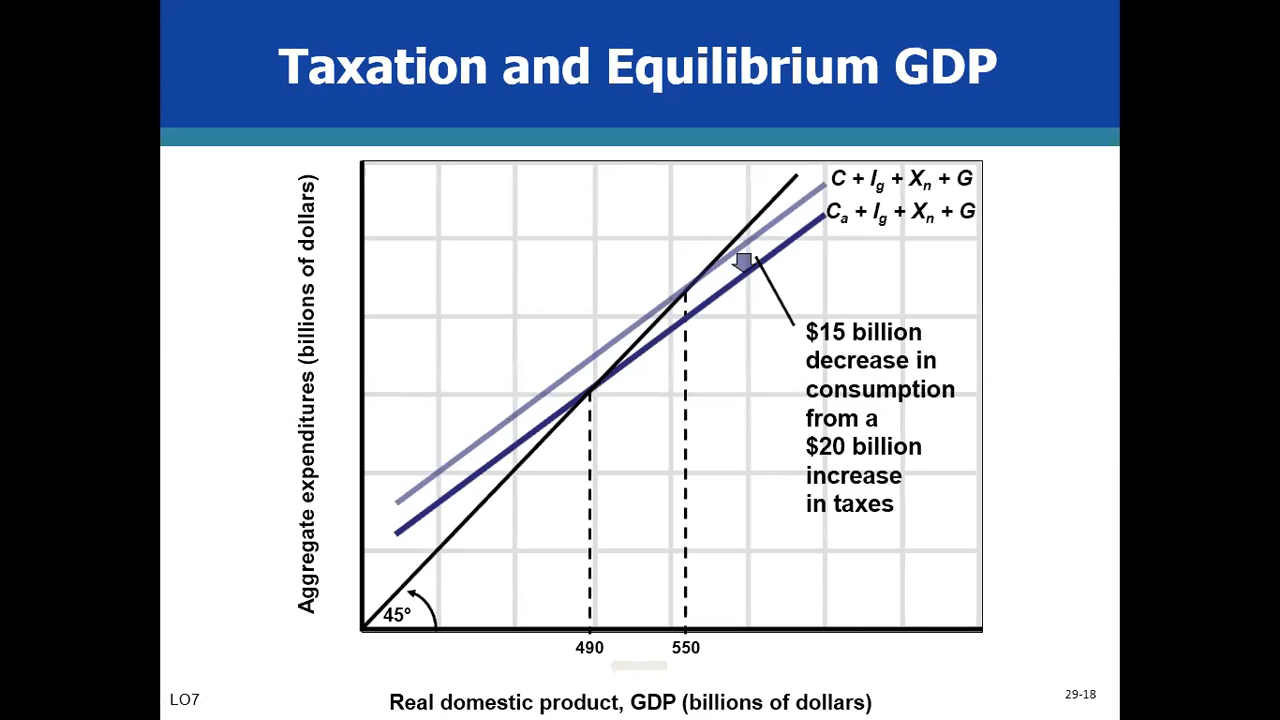 Taxation and Equilibrium GDP
Aggregate expenditures (billions of dollars)
C + Ig + Xn + G
Ca + Ig + Xn + G
$15 billion
decrease in
consumption
from a
$20 billion
increase
in taxes
45°
490
550
Real domestic product, GDP (billions of dollars)
LO7
29-18